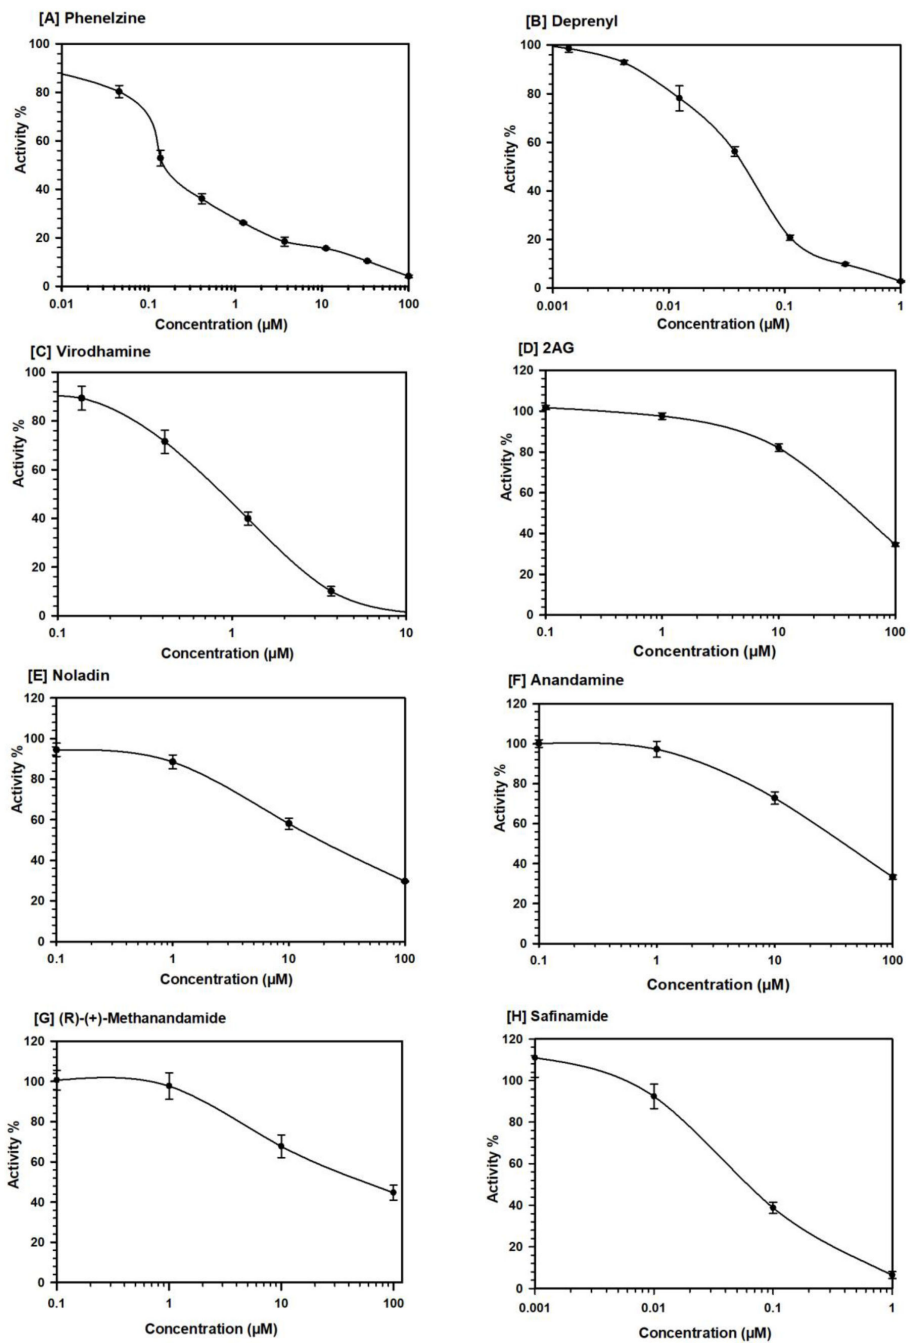 [A] Phenelzine
100
80
60
40
20
0
Activity %
0.01 0.1 1 10 100
Concentration (µM)
[B] Deprenyl
100
80
60
40
20
0
Activity %
0.001 0.01 0.1 1
Concentration (µM)
[C] Virodhamine
100
80
60
40
20
0
Activity %
0.1 1 10
Concentration (µM)
[D] 2AG
120
100
80
60
40
20
0
Activity %
0.1 1 10 100
Concentration (µM)
[E] Noladin
120
100
80
60
40
20
0
Activity %
0.1 1 10 100
Concentration (µM)
[F] Anandamine
120
100
80
60
40
20
0
Activity %
0.1 1 10 100
Concentration (µM)
[G] (R)-(+)-Methanandamide
120
100
80
60
40
20
0
Activity %
0.1 1 10 100
Concentration (µM)
[H] Safinamide
120
100
80
60
40
20
0
Activity %
0.001 0.01 0.1 1
Concentration (µM)